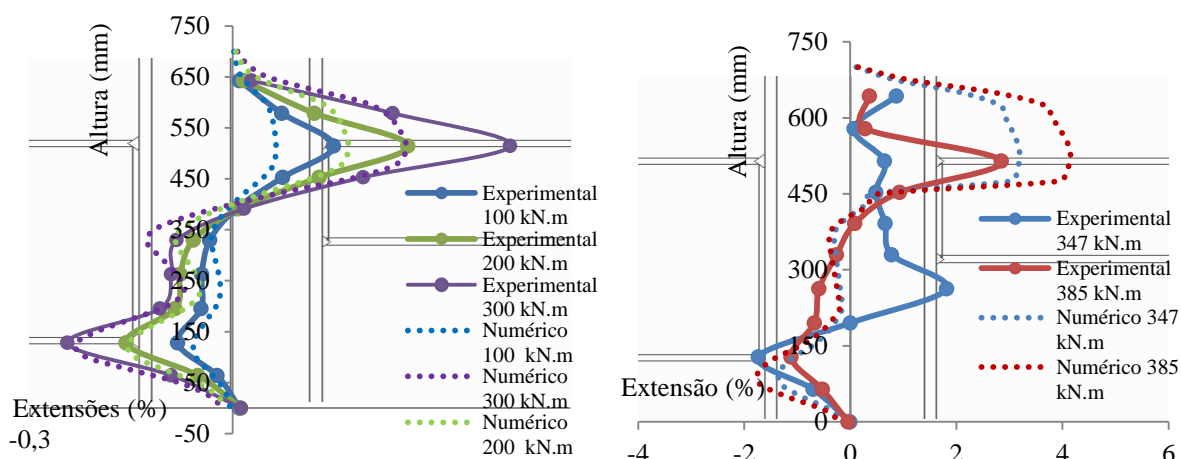 750
650
550
450
350
250
150
50
-50
Altura (mm)
Extensões (%)
-0,3
Experimental
100 kN.m
Experimental
200 kN.m
Experimental
300 kN.m
Numérico
100 kN.m
Numérico
300 kN.m
Numérico
200 kN.m
750
600
450
300
150
0
Altura (mm)
Extensão (%)
-4
-2
0
2
4
6
Experimental
347 kN.m
Experimental
385 kN.m
Numérico 347
kN.m
Numérico 385
kN.m